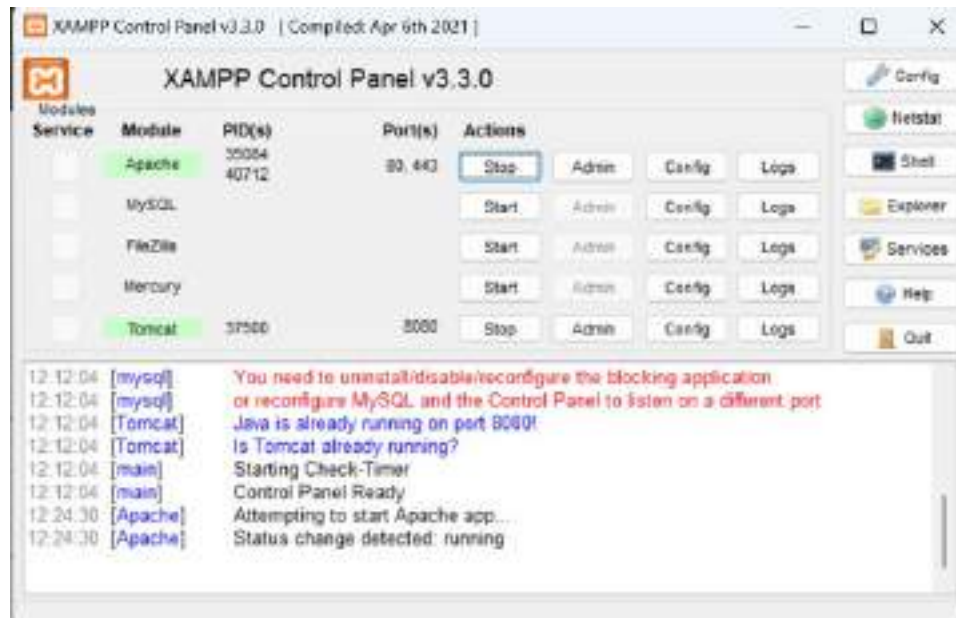 XAMPP Control Panel v3.3.0 [ Compiled: Apr 6th 2021 ]
XAMPP Control Panel v3.3.0
Config
Modules
Service Module PID(s) Port(s) Actions
Netstat
Apache 35084 40712 80, 443 Stop Admin Config Logs
Shell
MySQL Start Admin Config Logs
Explorer
FileZilla Start Admin Config Logs
Services
Mercury Start Admin Config Logs
Help
Tomcat 37500 8080 Stop Admin Config Logs
Quit
12:12:04 [mysql] You need to uninstall/disable/reconfigure the blocking application
12:12:04 [mysql] or reconfigure MySQL and the Control Panel to listen on a different port
12:12:04 [Tomcat] Java is already running on port 8080!
12:12:04 [Tomcat] Is Tomcat already running?
12:12:04 [main] Starting Check-Timer
12:12:04 [main] Control Panel Ready
12:24:30 [Apache] Attempting to start Apache app...
12:24:30 [Apache] Status change detected: running